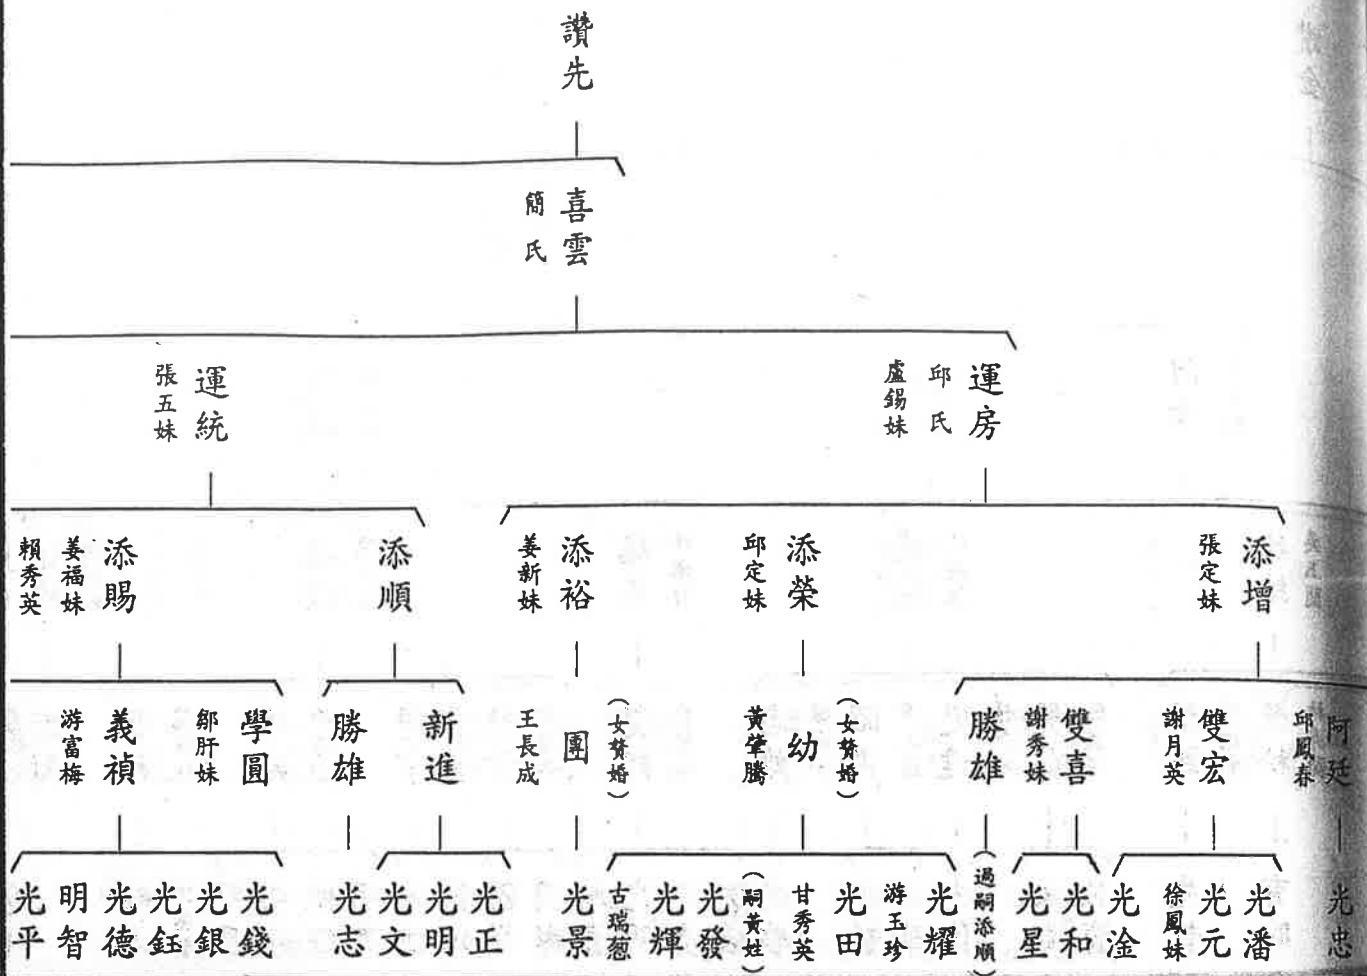 讚先
喜雲
簡氏
運房
邱氏
盧錫妹
運統
張五妹
添增
張定妹
添榮
邱定妹
添裕
姜新妹
添順
添賜
姜福妹
賴秀英
阿廷
邱鳳春
雙宏
謝月英
雙喜
謝秀妹
勝雄
(女贅婚)
幼
黃肇騰
(女贅婚)
團
王長成
新進
勝雄
學圓
鄒肝妹
義禎
游富梅
光忠
光潘
光元
徐鳳妹
光淦
光和
光星
(過嗣添順)
光耀
游玉珍
光田
甘秀英
(嗣黃姓)
光發
光輝
古瑞葱
光景
光正
光明
光文
光志
光錢
光銀
光鈺
光德
明智
光平